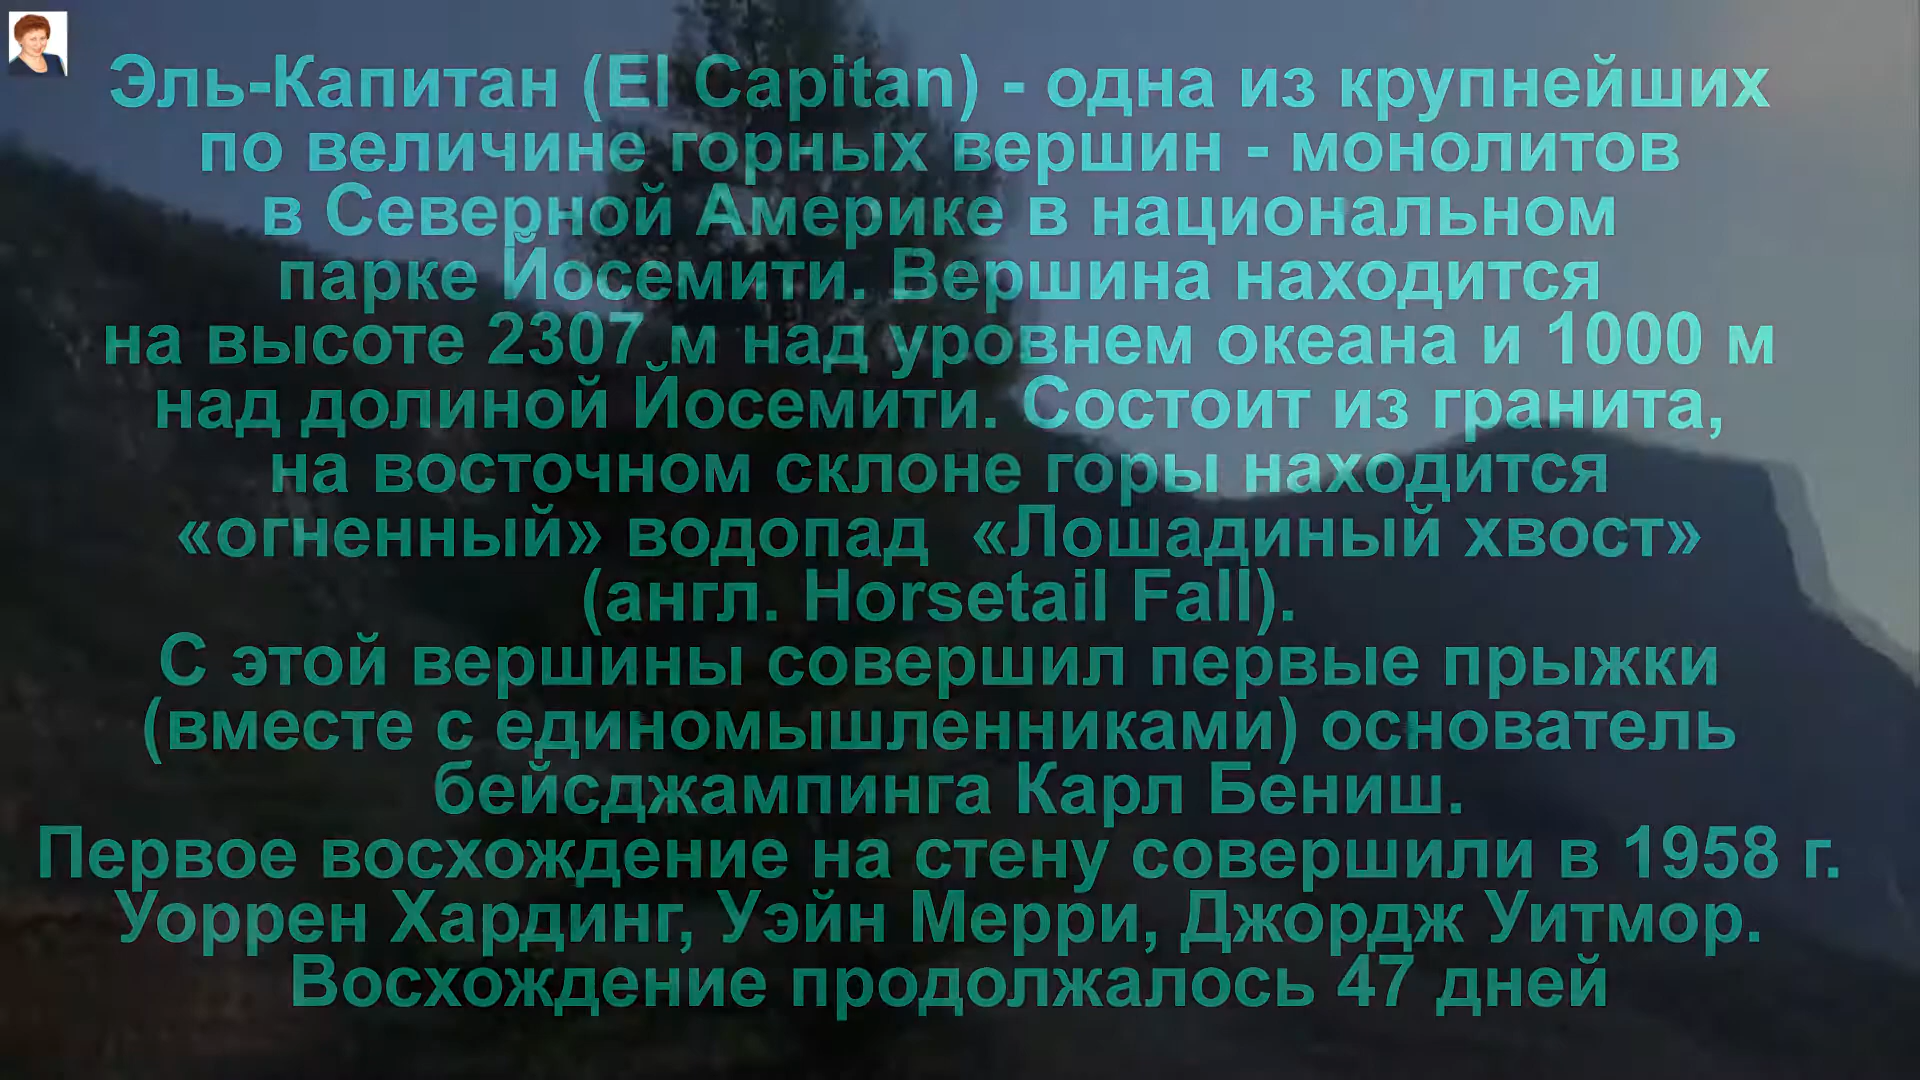 Эль-Капитан (El Capitan) - одна из крупнейших
по величине горных вершин - монолитов
в Северной Америке в национальном
парке Йосемити. Вершина находится
на высоте 2307 м над уровнем океана и 1000 м
над долиной Йосемити. Состоит из гранита,
на восточном склоне горы находится
«огненный» водопад  «Лошадиный хвост»
(англ. Horsetail Fall).
С этой вершины совершил первые прыжки
(вместе с единомышленниками) основатель
бейсджампинга Карл Бениш.
Первое восхождение на стену совершили в 1958 г.
Уоррен Хардинг, Уэйн Мерри, Джордж Уитмор.
Восхождение продолжалось 47 дней